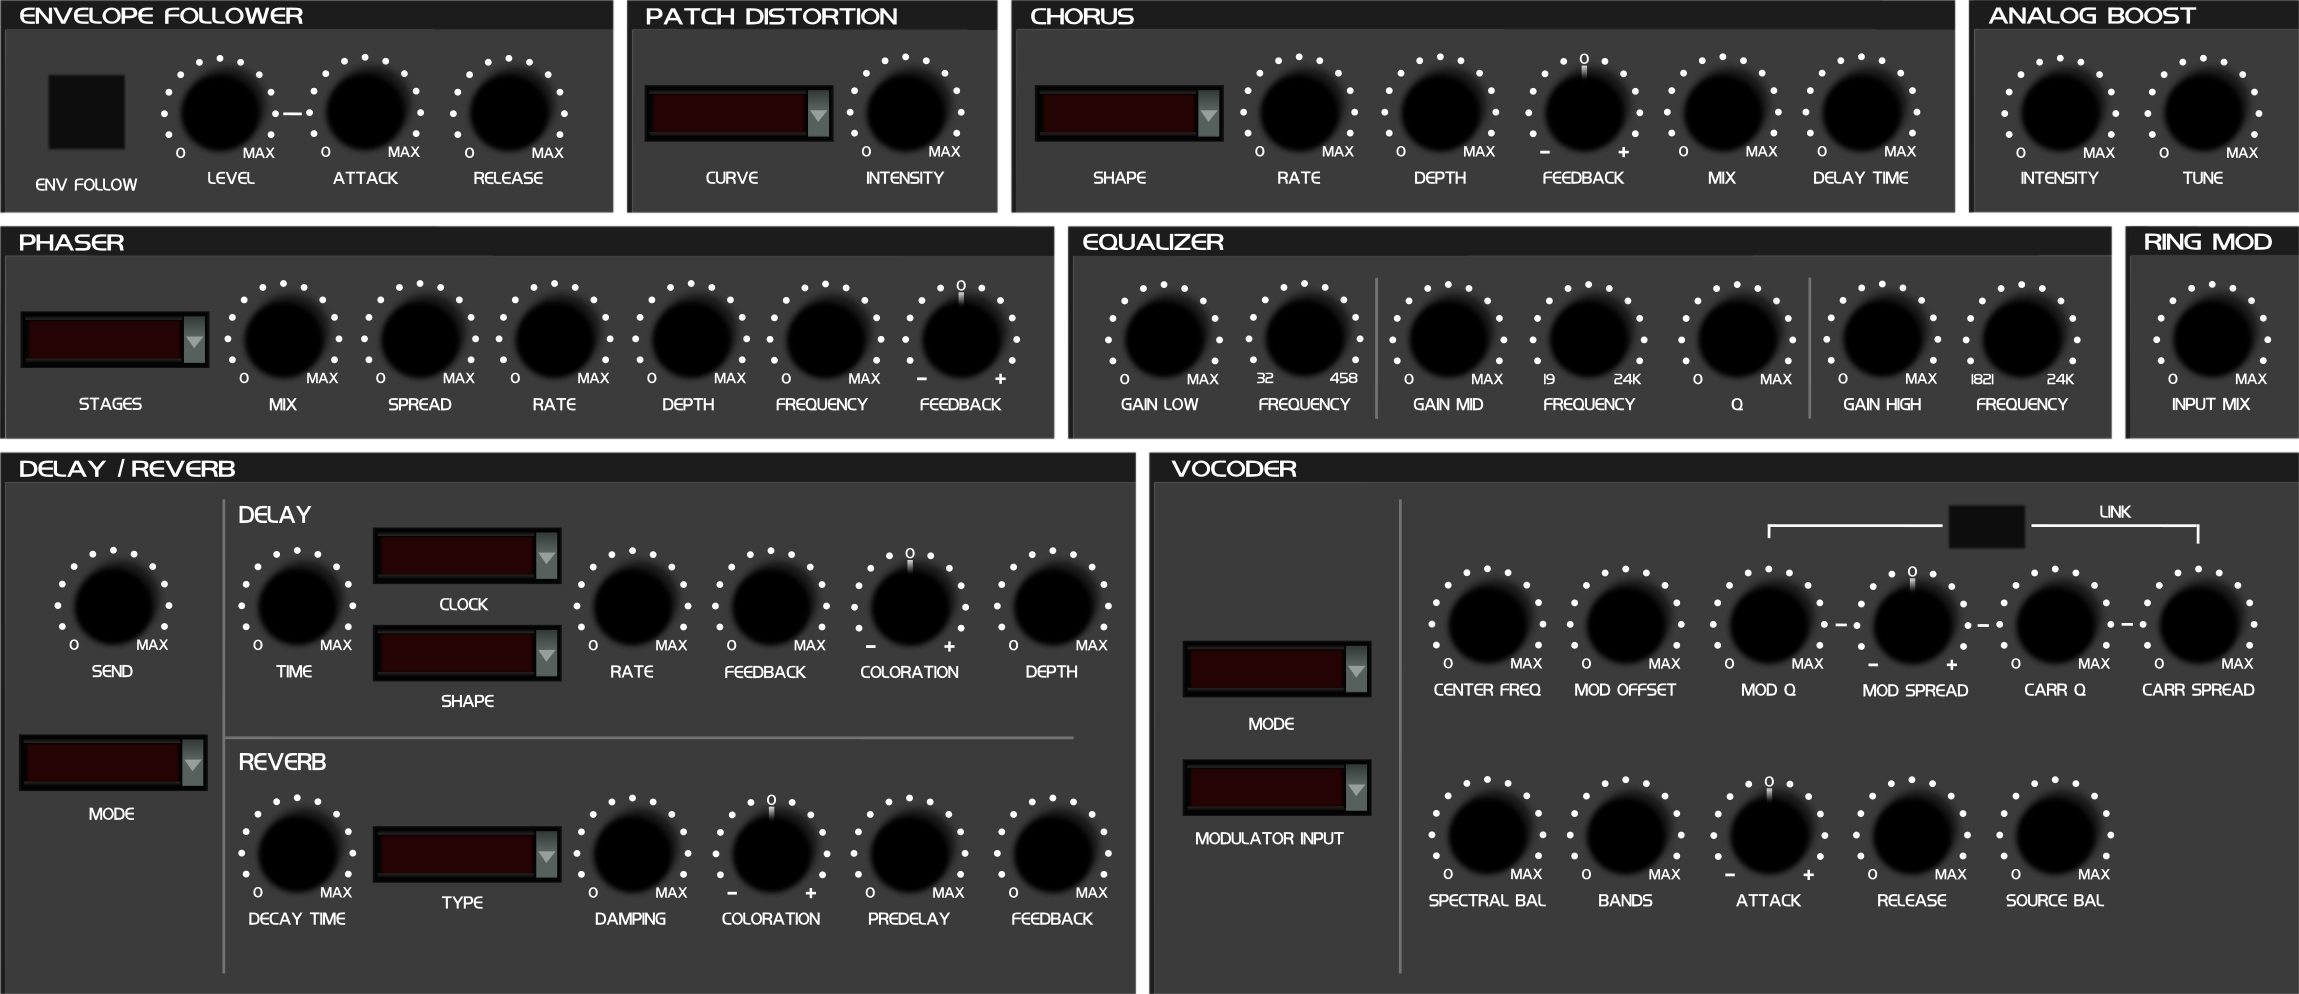 ENVELOPE FOLLOWER
0 MAX 0 MAX 0 MAX
ENV FOLLOW LEVEL ATTACK RELEASE
PATCH DISTORTION
0 MAX
CURVE INTENSITY
CHORUS
0
0 MAX 0 MAX - + 0 MAX 0 MAX
SHAPE RATE DEPTH FEEDBACK MIX DELAY TIME
ANALOG BOOST
0 MAX 0 MAX
INTENSITY TUNE
PHASER
0
0 MAX 0 MAX 0 MAX 0 MAX 0 MAX - +
STAGES MIX SPREAD RATE DEPTH FREQUENCY FEEDBACK
EQUALIZER
0 MAX 32 458 0 MAX 19 24K 0 MAX 0 MAX 1821 24K
GAIN LOW FREQUENCY GAIN MID FREQUENCY Q GAIN HIGH FREQUENCY
RING MOD
0 MAX
INPUT MIX
DELAY / REVERB
0 MAX
SEND
MODE
DELAY
0
CLOCK
0 MAX 0 MAX 0 MAX - + 0 MAX
TIME RATE FEEDBACK COLORATION DEPTH
SHAPE
REVERB
0
0 MAX 0 MAX - + 0 MAX 0 MAX
DECAY TIME TYPE DAMPING COLORATION PREDELAY FEEDBACK
VOCODER
MODE
MODULATOR INPUT
LINK
0
0 MAX 0 MAX 0 MAX - + 0 MAX 0 MAX
CENTER FREQ MOD OFFSET MOD Q MOD SPREAD CARR Q CARR SPREAD
0
0 MAX 0 MAX - + 0 MAX 0 MAX
SPECTRAL BAL BANDS ATTACK RELEASE SOURCE BAL